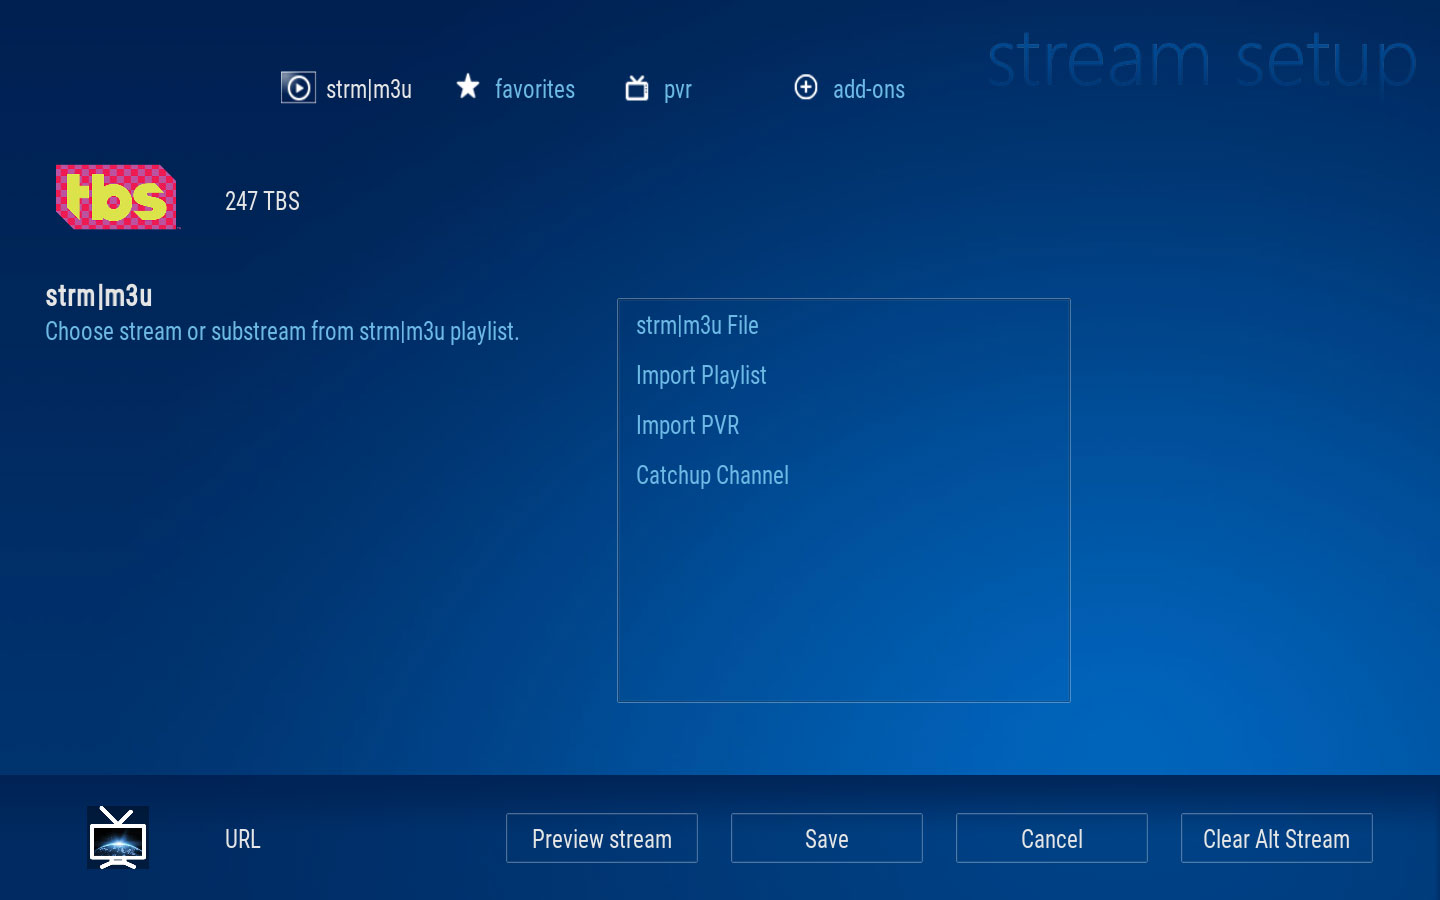 stream setup
strm|m3u favorites pvr add-ons
tbs
247 TBS
strm|m3u
Choose stream or substream from strm|m3u playlist.
strm|m3u File
Import Playlist
Import PVR
Catchup Channel
URL Preview stream Save Cancel Clear Alt Stream